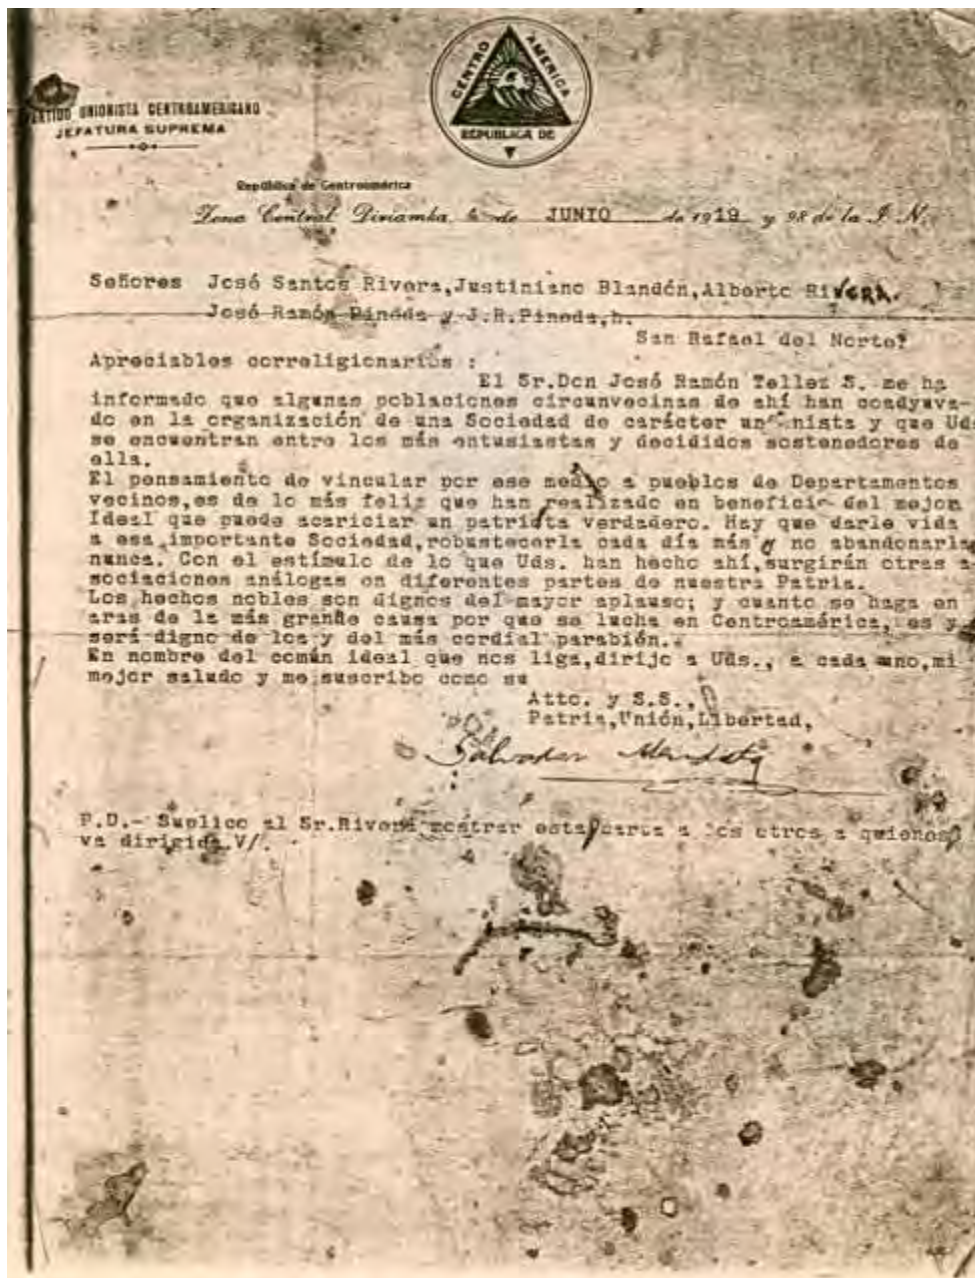 CENTRO AMERICA
REPUBLICA DE
PARTIDO UNIONISTA CENTROAMERICANO
JEFATURA SUPREMA
República de Centroamérica
Zona Central Diriamba, 4 de JUNIO de 1919 y 98 de la I. N.
Señores José Santos Rivera,Justiniano Blandón,Alberto RiVERA.
José Ramón Pineda y J.R.Pineda,h.
San Rafael del Norte?
Apreciables correligionarios :
El Sr.Don José Ramón Tellez S. me ha
informado que algunas poblaciones circunvecinas de ahí han coadyuva-
do en la organización de una Sociedad de carácter unionista y que Uds
se encuentran entre los más entusiastas y decididos sostenedores de
ella.
El pensamiento de vincular por ese medio a pueblos de Departamentos
vecinos,es de lo más feliz que han realizado en beneficio del mejor
Ideal que puede acariciar un patriota verdadero. Hay que darle vida
a esa importante Sociedad,robustecerla cada día más y no abandonarla
nunca. Con el estímulo de lo que Uds. han hecho ahí,surgirán otras a-
sociaciones análogas en diferentes partes de nuestra Patria.
Los hechos nobles son dignos del mayor aplauso; y cuanto se haga en
aras de la más grande causa por que se lucha en Centroamérica, es y
será digno de loa y del más cordial parabién.
En nombre del común ideal que nos liga,dirijo a Uds., a cada uno,mi
mejor saludo y me suscribo como su
Atto. y S.S.,
Patria,Unión,Libertad,
Salvador Mendieta
P.D.- Suplico al Sr.Rivera mostrar esta carta a los otros a quienes
va dirigida.V/.